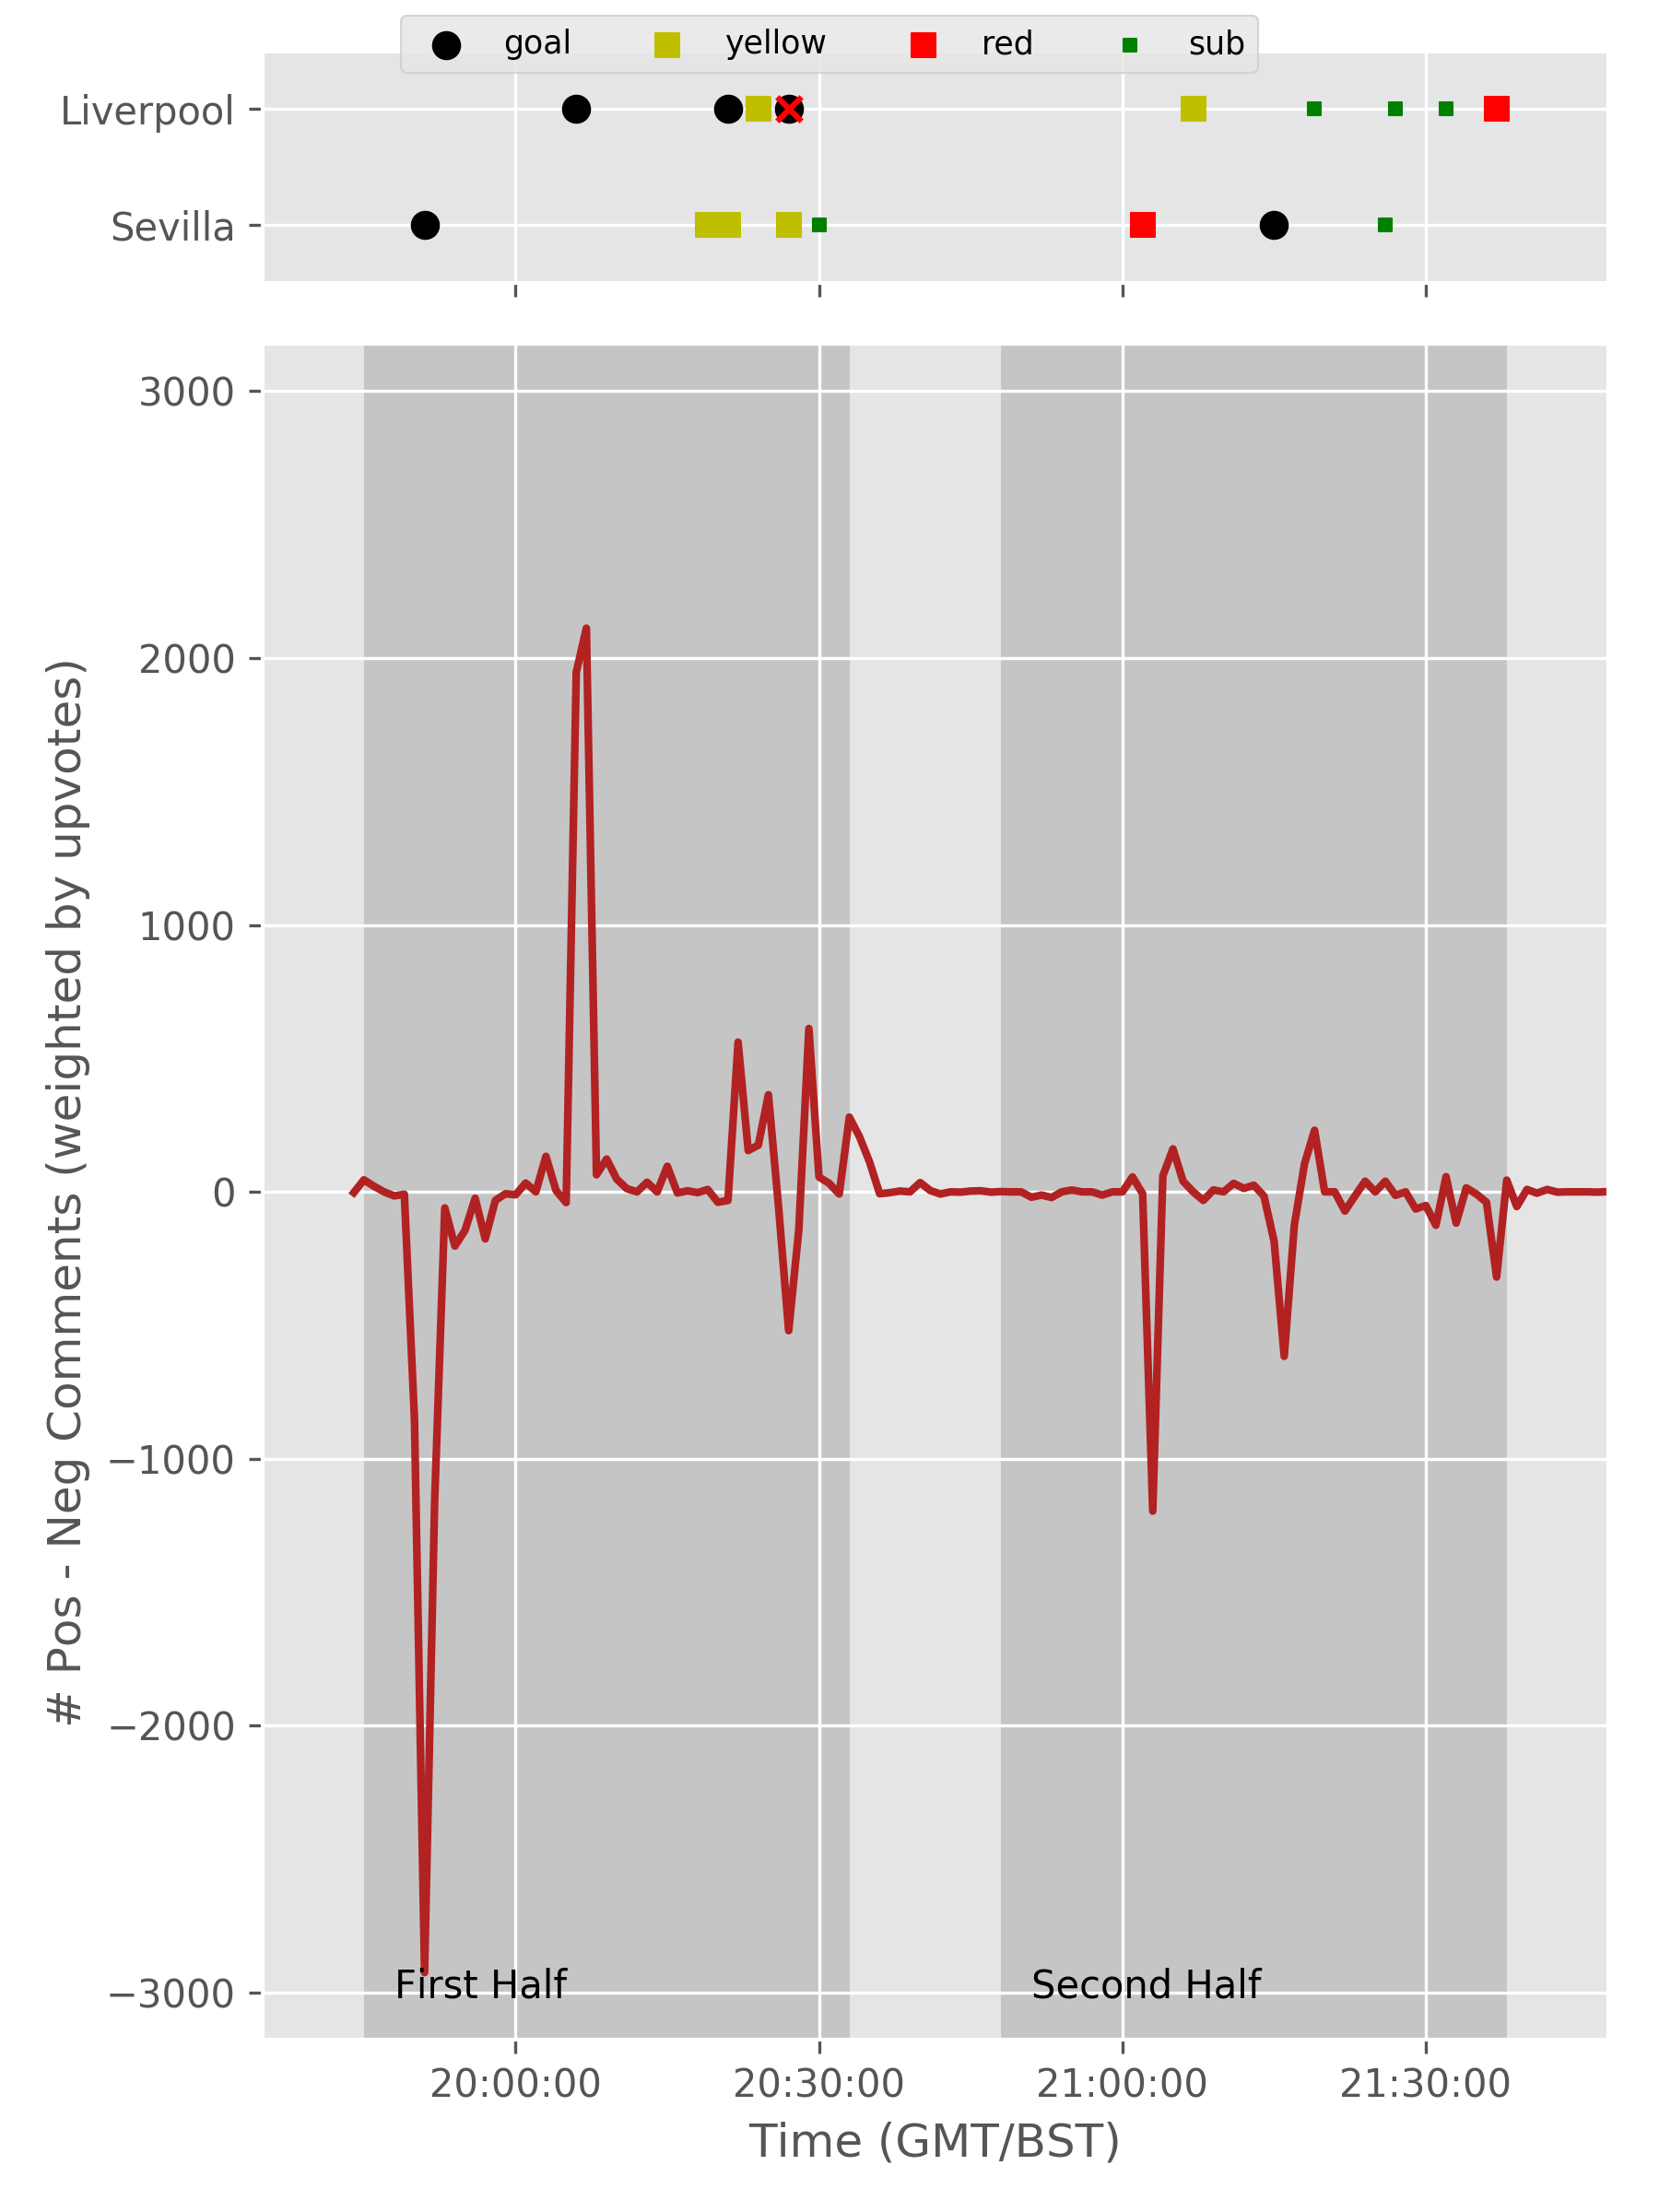 goal yellow red sub
Liverpool
Sevilla
3000
2000
1000
0
−1000
−2000
−3000
# Pos - Neg Comments (weighted by upvotes)
First Half
Second Half
20:00:00 20:30:00 21:00:00 21:30:00
Time (GMT/BST)